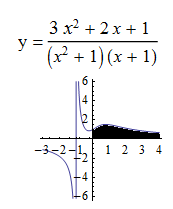 y = \frac{3x^2+2x+1}{(x^2+1)(x+1)}
6
4
2
-3 -2 -1 1 2 3 4
-4
-6